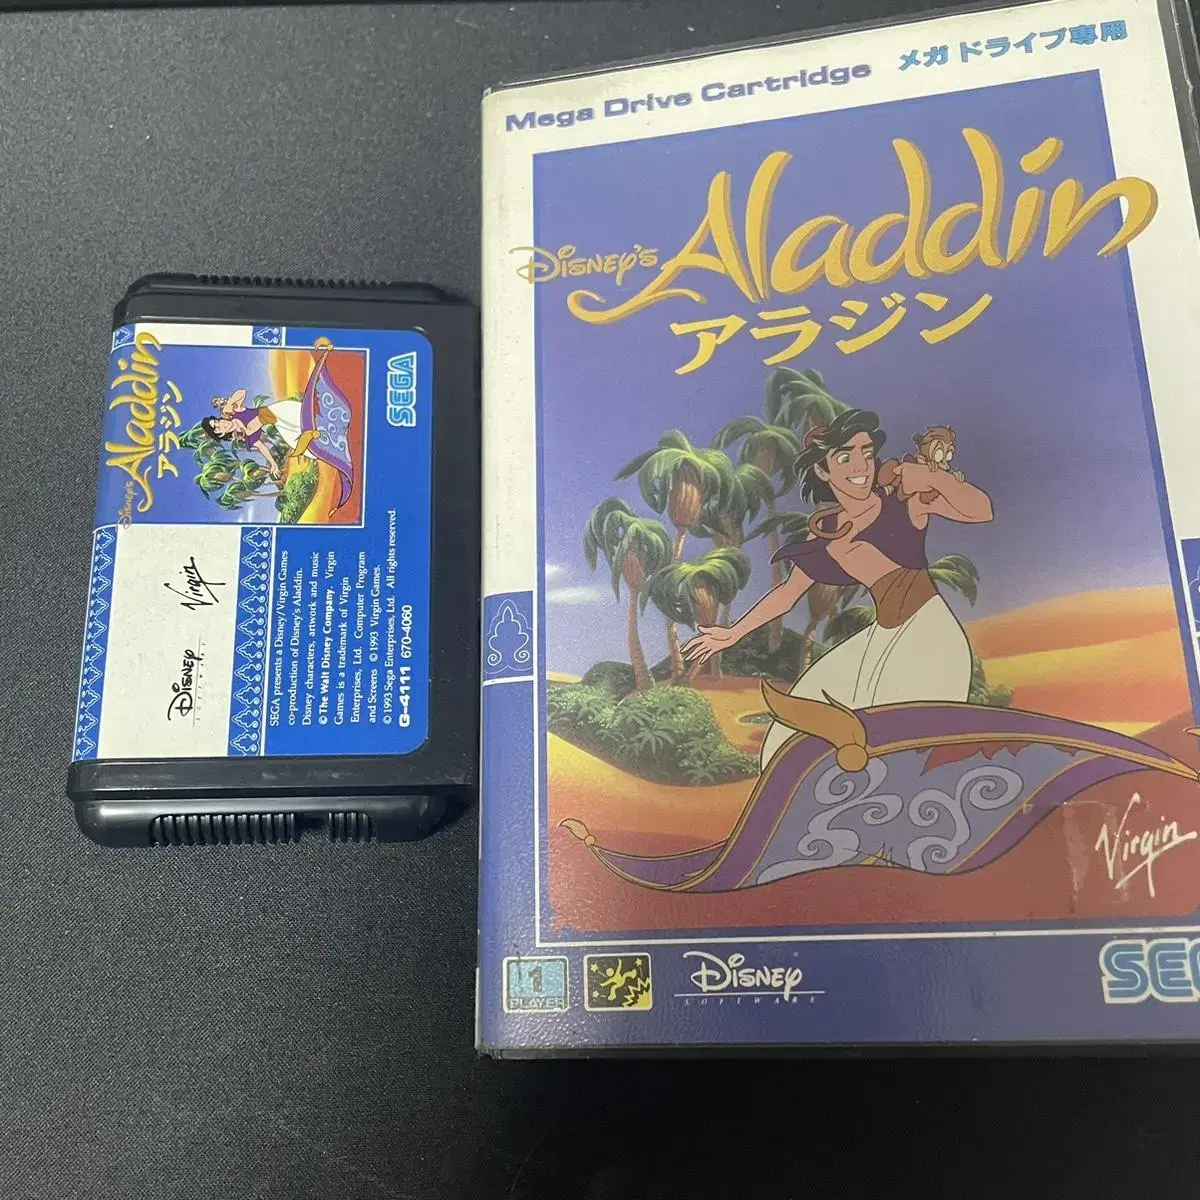 Mega Drive Cartridge メガドライブ専用
DISNEY'S Aladdin
アラジン
Virgin
1
PLAYER
DISNEY
SOFTWARE
SEG
DISNEY'S Aladdin
アラジン
SEGA
DISNEY
SOFTWARE
Virgin
SEGA presents a Disney/Virgin Games
co-production of Disney's Aladdin.
Disney characters, artwork and music
© The Walt Disney Company. Virgin
Games is a trademark of Virgin
Enterprises, Ltd. Computer Program
and Screens © 1993 Virgin Games.
© 1993 Sega Enterprises, Ltd. All rights reserved.
G-4111 670-4060